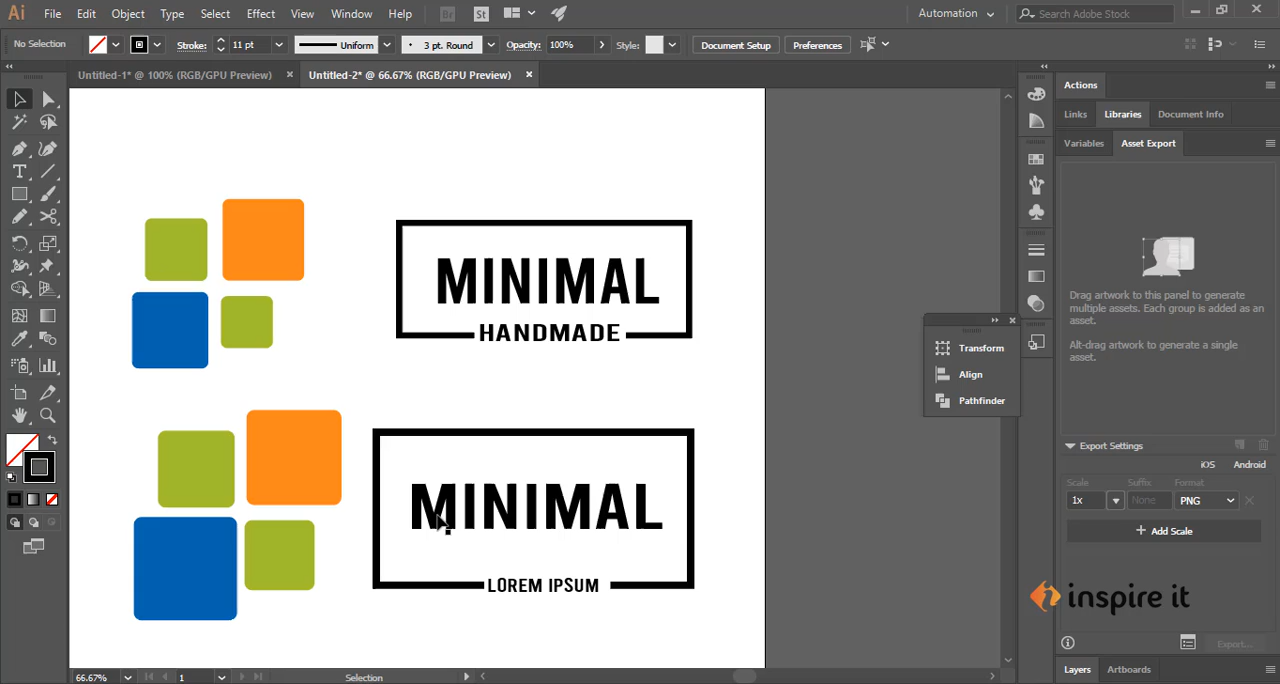 Ai File Edit Object Type Select Effect View Window Help Br St Automation Search Adobe Stock
No Selection Stroke: 11 pt Uniform 3 pt. Round Opacity: 100% Style: Document Setup Preferences
Untitled-1* @ 100% (RGB/GPU Preview) Untitled-2* @ 66.67% (RGB/GPU Preview)
MINIMAL
HANDMADE
MINIMAL
LOREM IPSUM
Transform
Align
Pathfinder
Actions
Links Libraries Document Info
Variables Asset Export
Drag artwork to this panel to generate
multiple assets. Each group is added as an
asset.
Alt-drag artwork to generate a single
asset.
Export Settings
iOS Android
Scale Suffix Format
1x None PNG
+ Add Scale
inspire it
Export...
Layers Artboards
66.67% 1 Selection